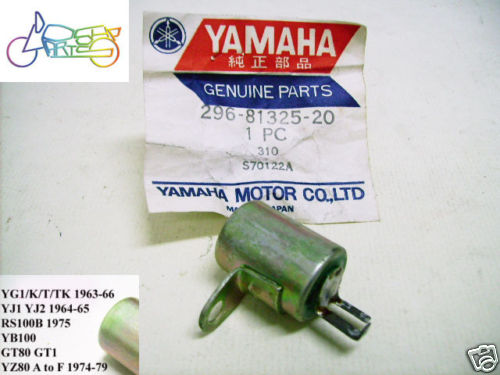 YAMAHA
純正部品
GENUINE PARTS
296-81325-20
1 PC
310
S70122A
YAMAHA MOTOR CO.,LTD
JAPAN
YG1/K/T/TK 1963-66
YJ1 YJ2 1964-65
RS100B 1975
YB100
GT80 GT1
YZ80 A to F 1974-79